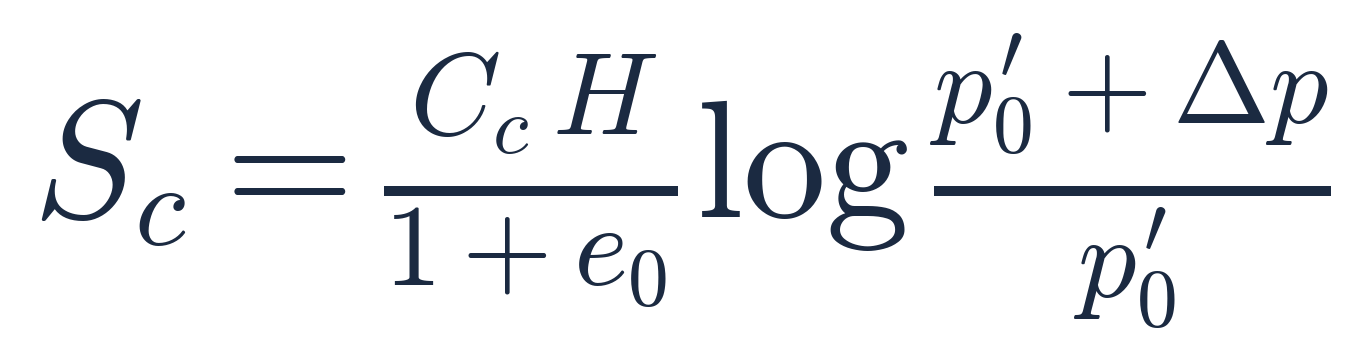 S_c = \frac{C_c H}{1 + e_0} \log \frac{p'_0 + \Delta p}{p'_0}